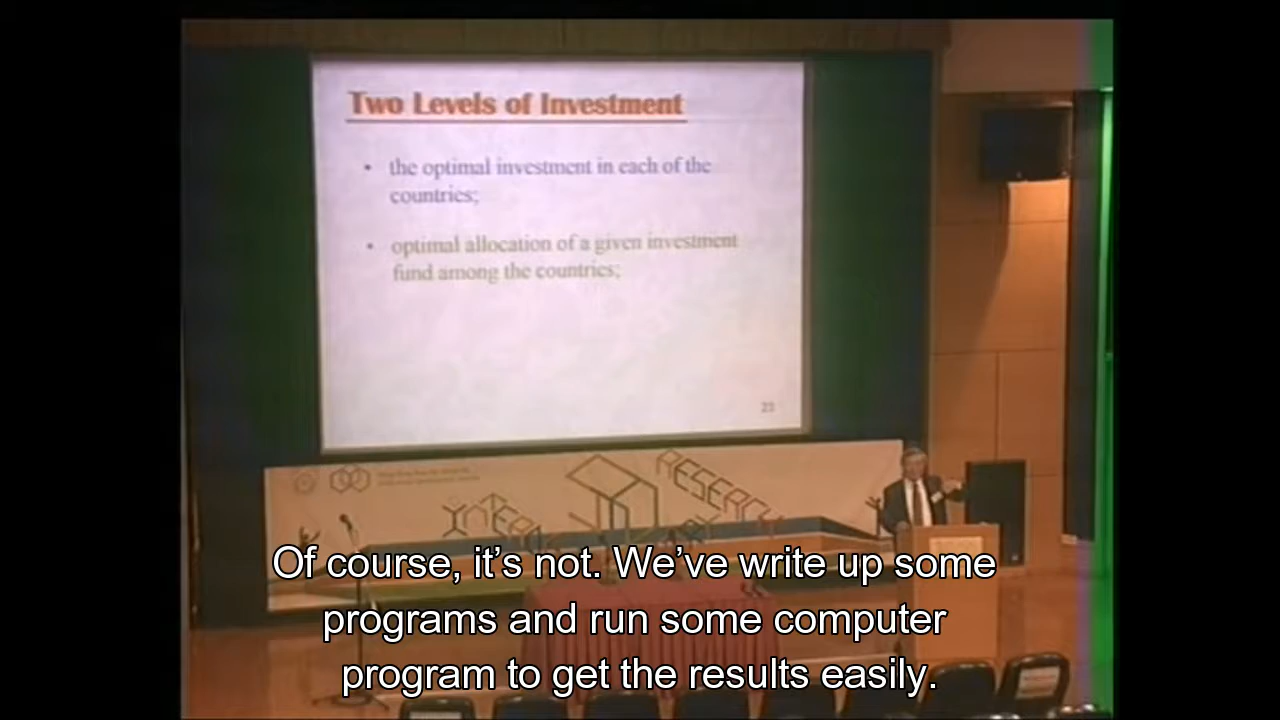 Two Levels of Investment
• the optimal investment in each of the
countries;
• optimal allocation of a given investment
fund among the countries;
23
RESEARCH
Of course, it’s not. We’ve write up some
programs and run some computer
program to get the results easily.